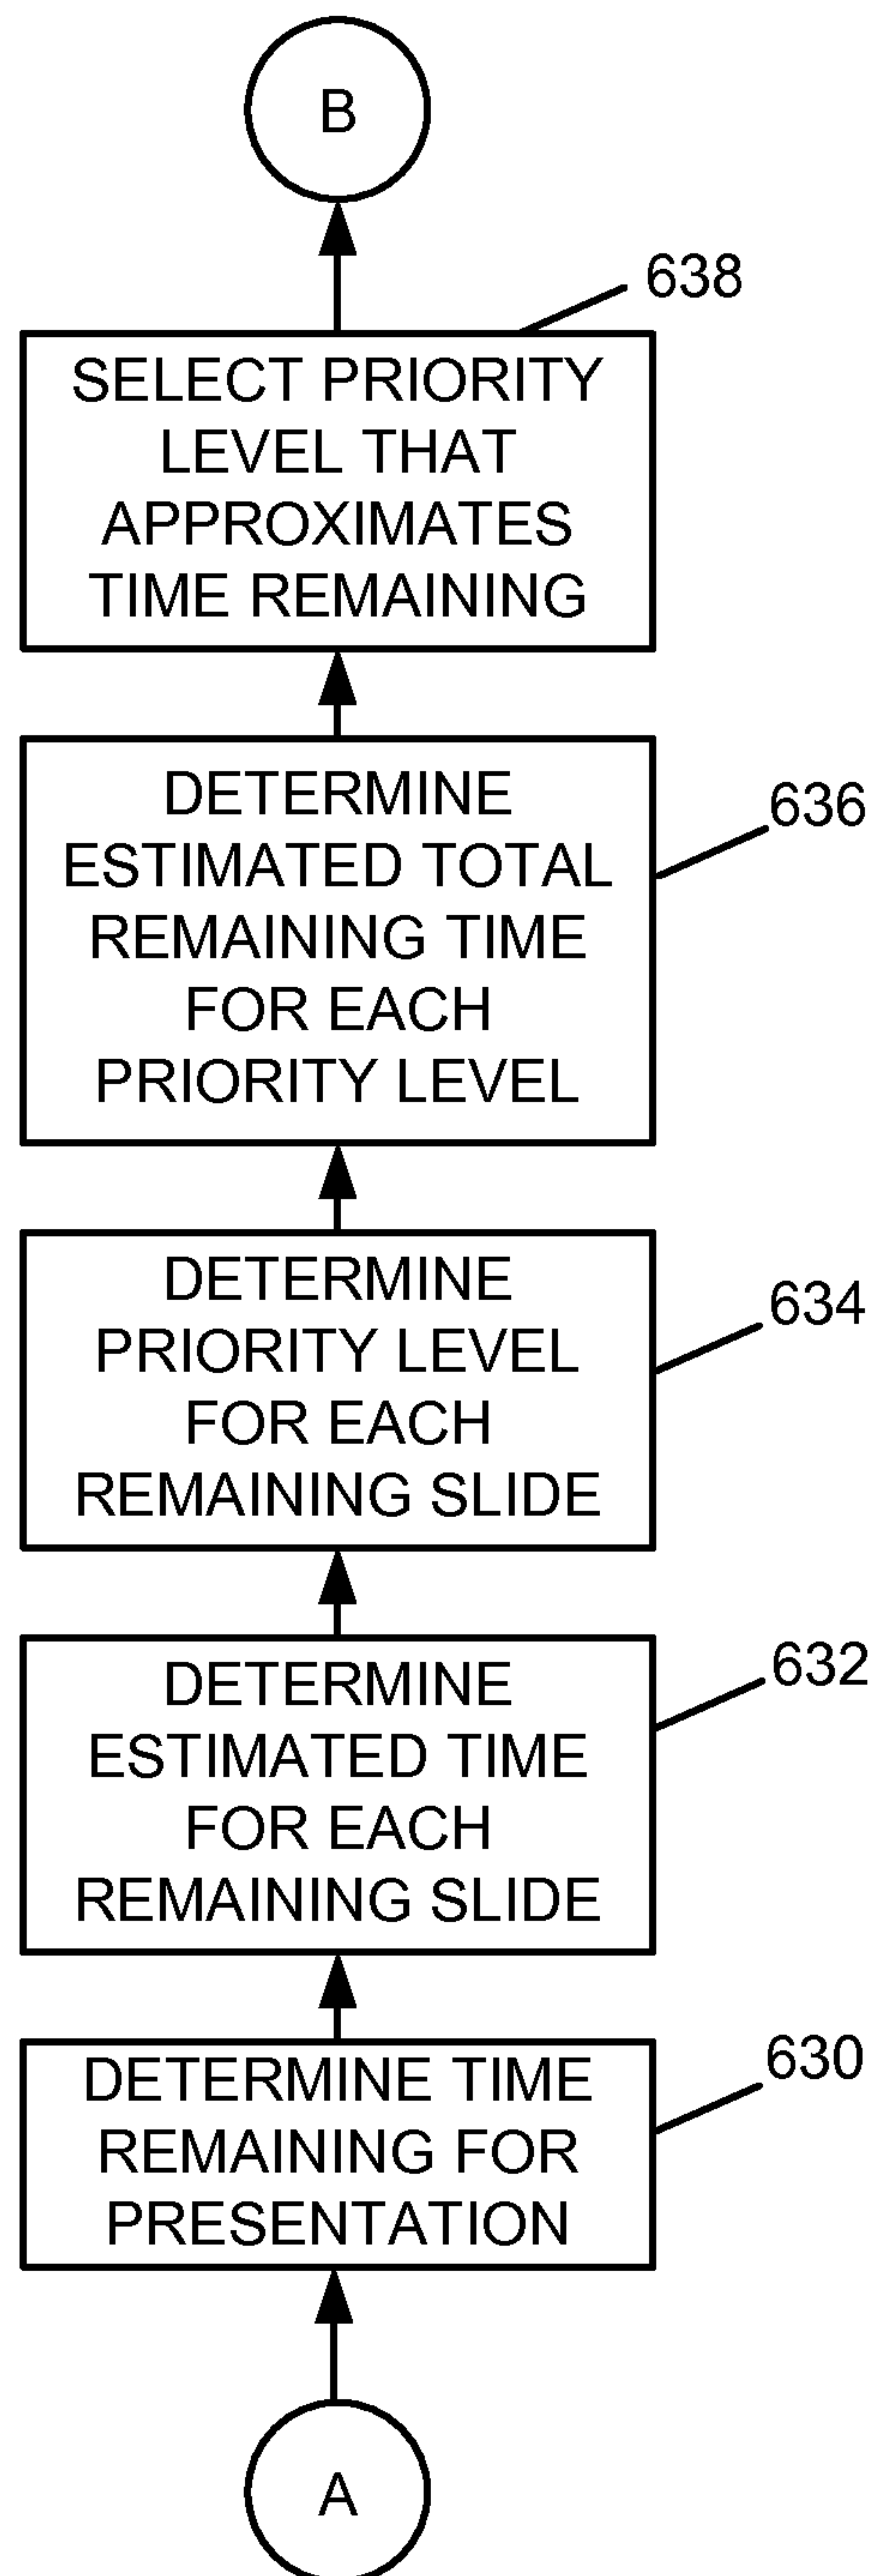 B
638
SELECT PRIORITY
LEVEL THAT
APPROXIMATES
TIME REMAINING
636
DETERMINE
ESTIMATED TOTAL
REMAINING TIME
FOR EACH
PRIORITY LEVEL
634
DETERMINE
PRIORITY LEVEL
FOR EACH
REMAINING SLIDE
632
DETERMINE
ESTIMATED TIME
FOR EACH
REMAINING SLIDE
630
DETERMINE TIME
REMAINING FOR
PRESENTATION
A